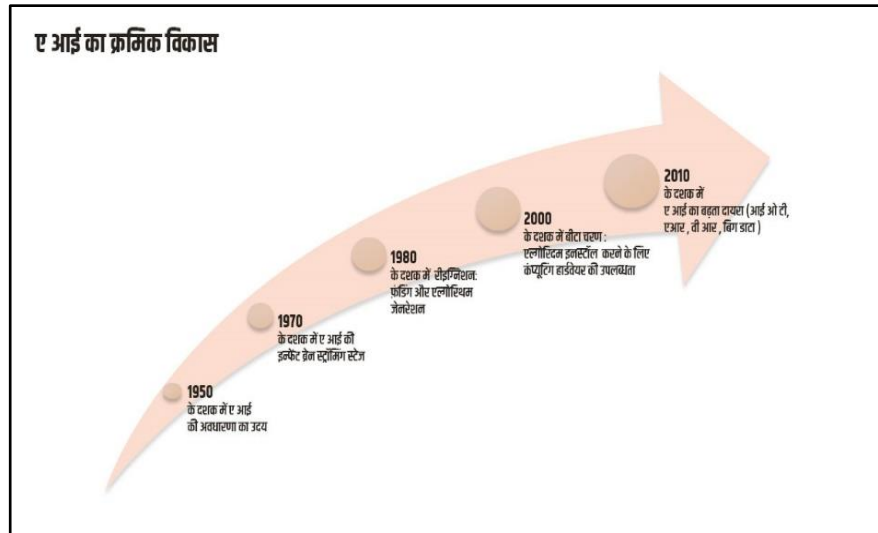 ए आई का क्रमिक विकास
1950
के दशक में ए आई
की अवधारणा का उदय
1970
के दशक में ए आई की
इन्फेंट ब्रेन स्ट्रॉमिंग स्टेज
1980
के दशक में रीइग्निशन:
फ़ंडिंग और एल्गोरिथम
जेनरेशन
2000
के दशक में बीटा चरण :
एल्गोरिदम इनस्टॉल करने के लिए
कंप्यूटिंग हार्डवेयर की उपलब्धता
2010
के दशक में
ए आई का बढ़ता दायरा (आई ओ टी,
एआर , वी आर , बिग डाटा )